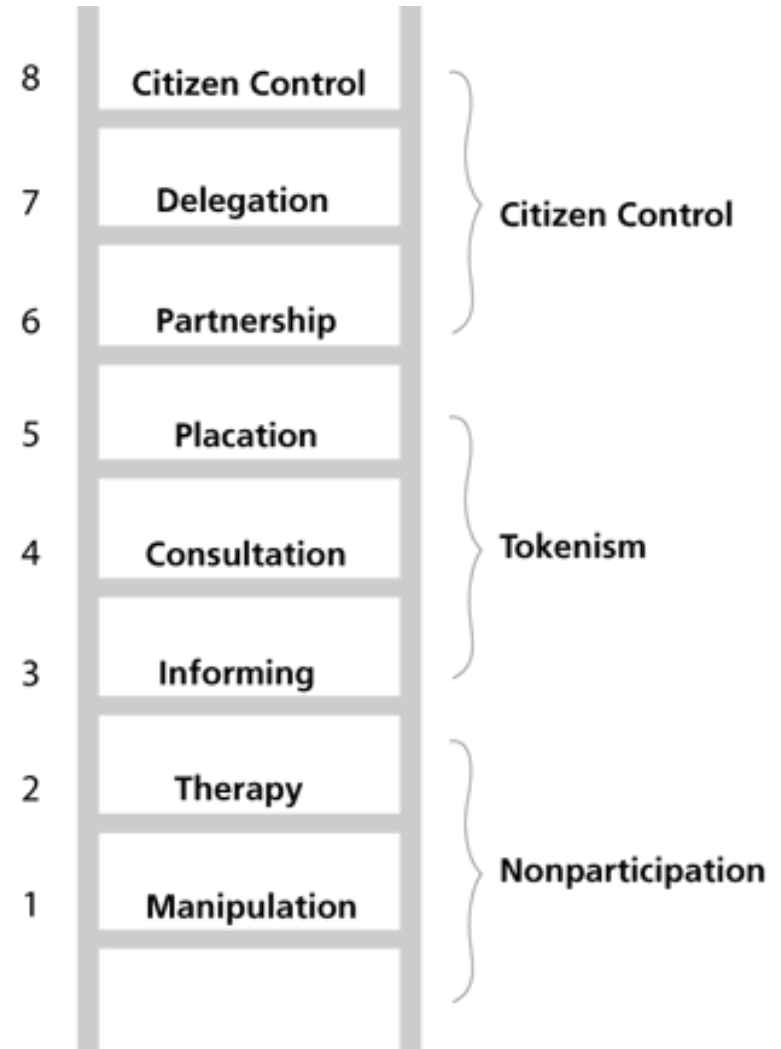 8 Citizen Control
7 Delegation
Citizen Control
6 Partnership
5 Placation
4 Consultation
Tokenism
3 Informing
2 Therapy
Nonparticipation
1 Manipulation